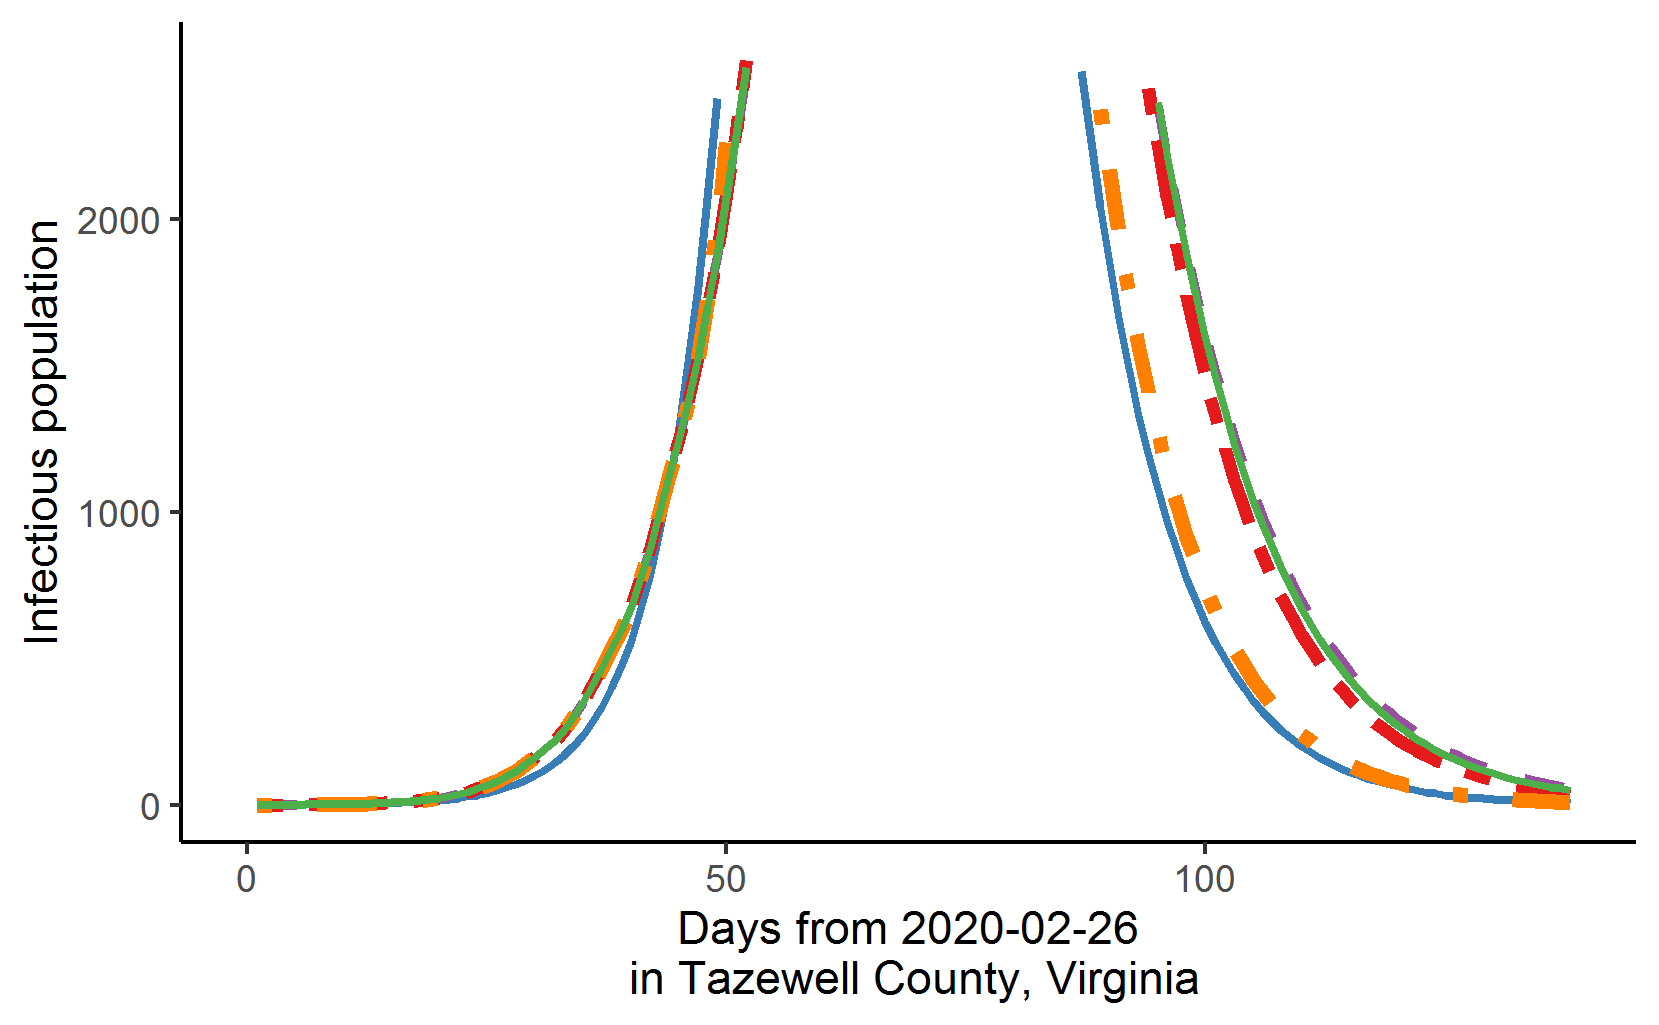 Infectious population
2000
1000
0
0 50 100
Days from 2020-02-26
in Tazewell County, Virginia